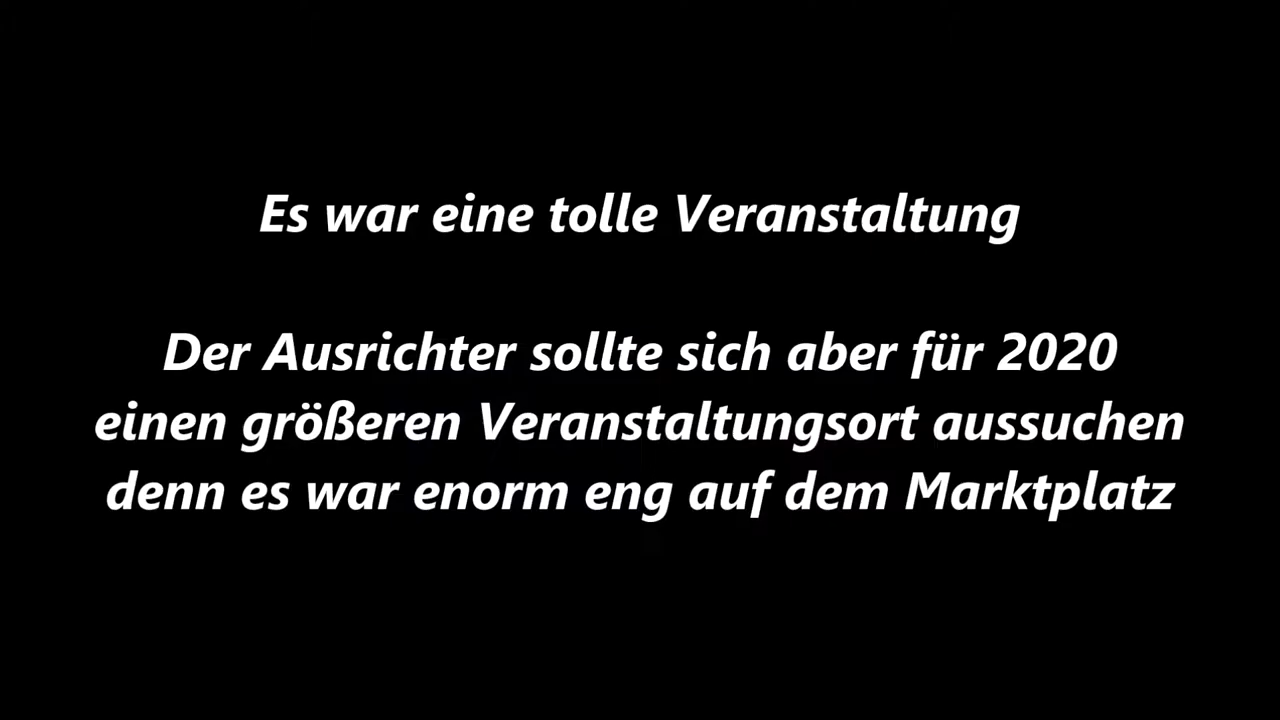 Es war eine tolle Veranstaltung
Der Ausrichter sollte sich aber für 2020
einen größeren Veranstaltungsort aussuchen
denn es war enorm eng auf dem Marktplatz